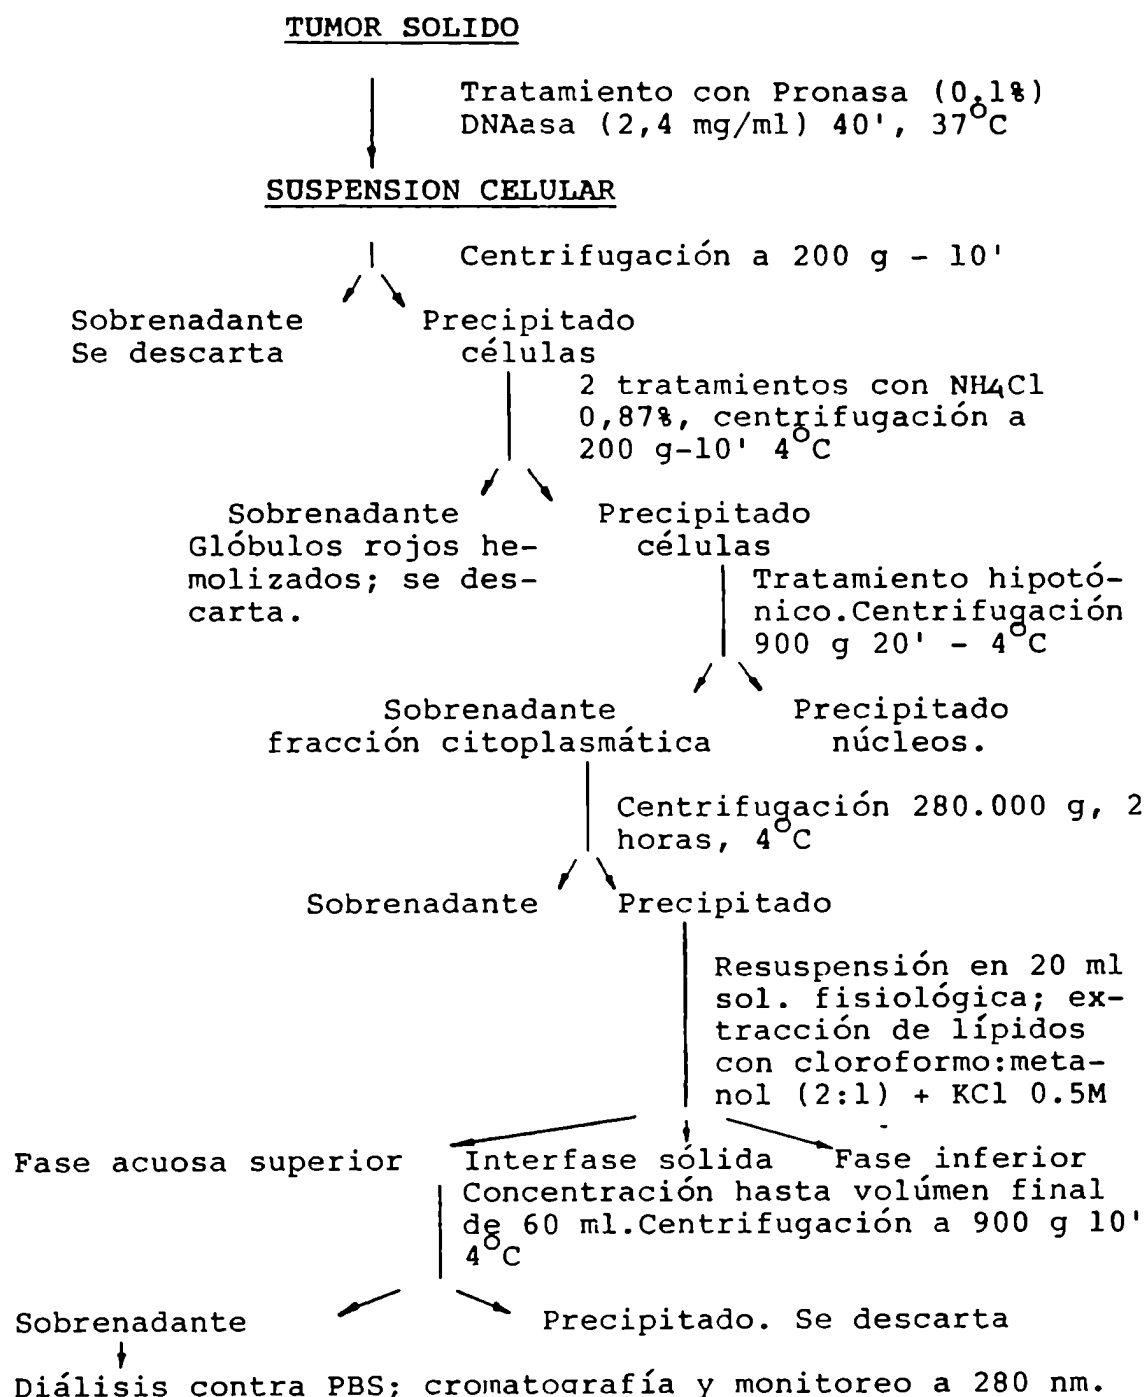 TUMOR SOLIDO
Tratamiento con Pronasa (0.1%)
DNAasa (2,4 mg/ml) 40', 37°C
SUSPENSION CELULAR
Centrifugación a 200 g - 10'
Sobrenadante Precipitado
Se descarta células
2 tratamientos con NH4Cl
0,87%, centrifugación a
200 g-10' 4°C
Sobrenadante Precipitado
Glóbulos rojos he- células
molizados; se des- Tratamiento hipotó-
carta. nico.Centrifugación
900 g 20' - 4°C
Sobrenadante Precipitado
fracción citoplasmática núcleos.
Centrifugación 280.000 g, 2
horas, 4°C
Sobrenadante Precipitado
Resuspensión en 20 ml
sol. fisiológica; ex-
tracción de lípidos
con cloroformo:meta-
nol (2:1) + KCl 0.5M
Fase acuosa superior Interfase sólida Fase inferior
Concentración hasta volúmen final
de 60 ml.Centrifugación a 900 g 10'
4°C
Sobrenadante Precipitado. Se descarta
Diálisis contra PBS; cromatografía y monitoreo a 280 nm.